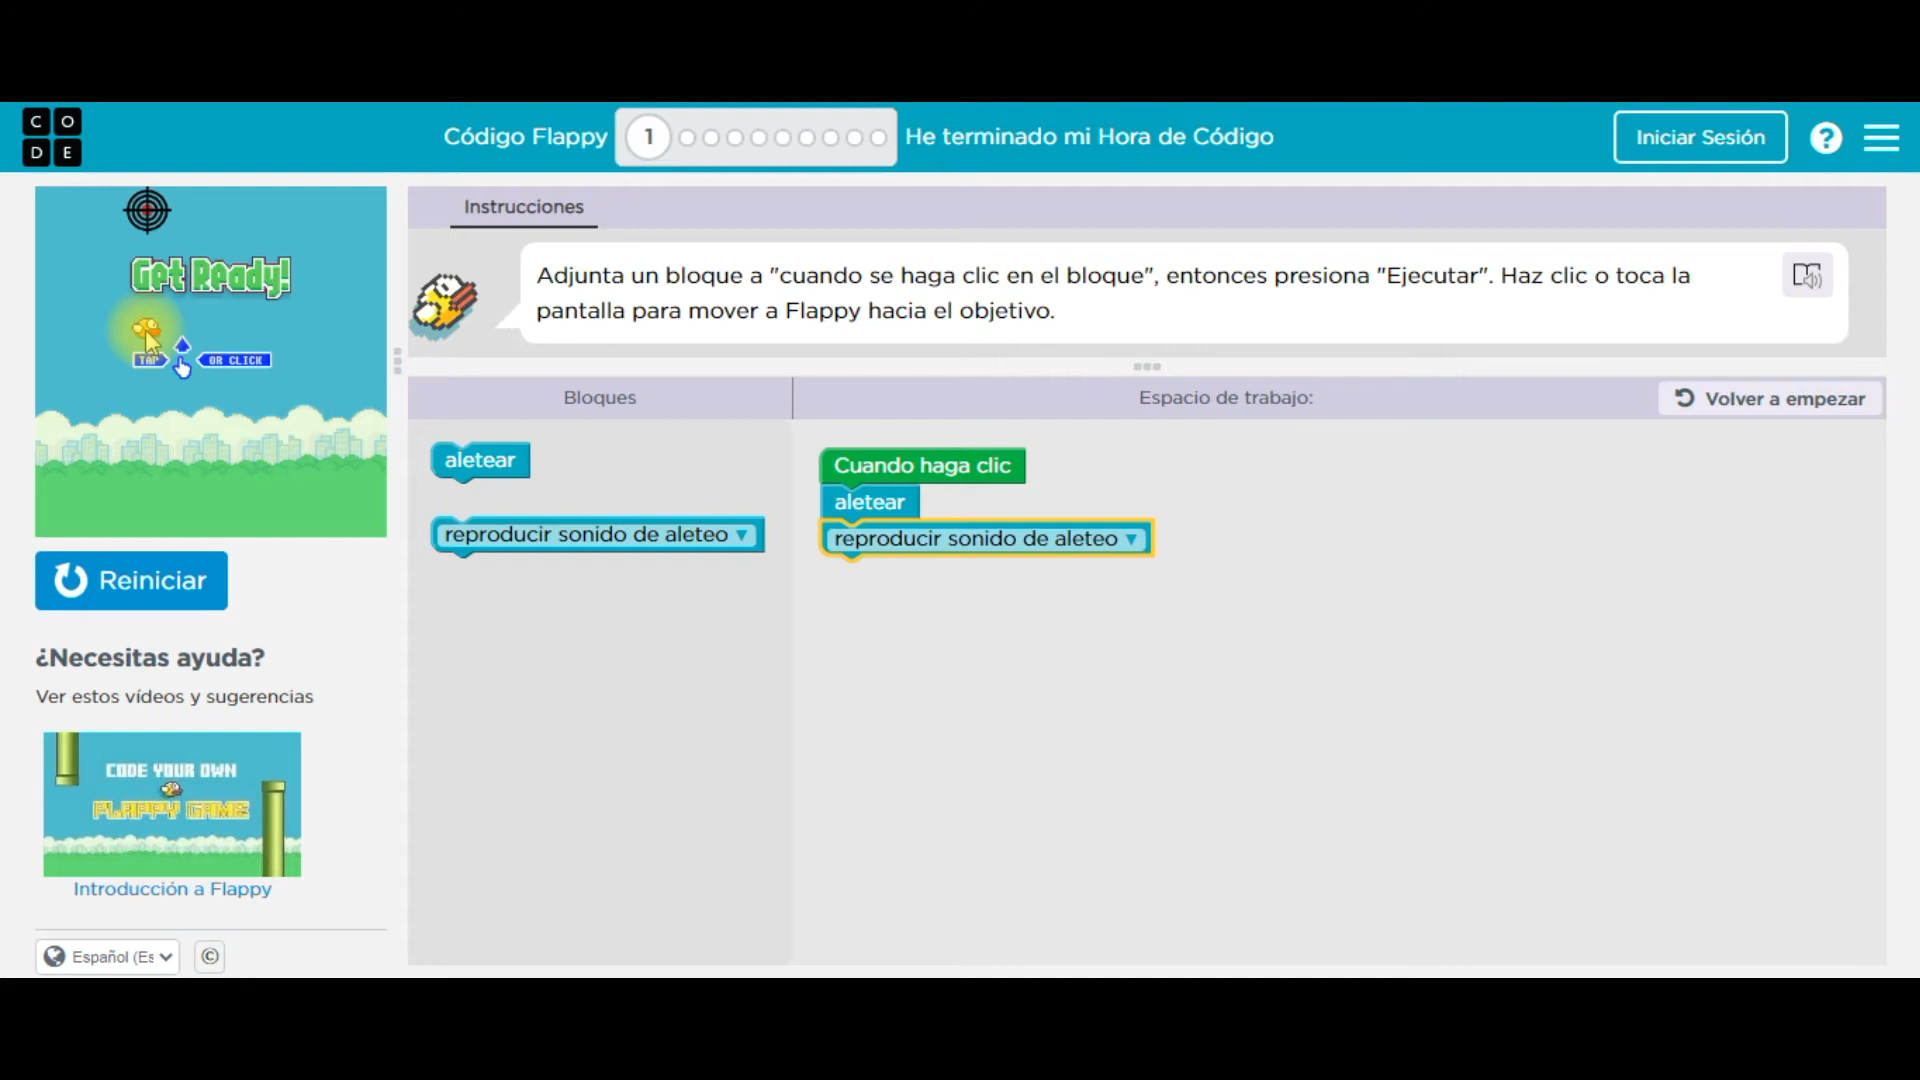 C O
D E
Código Flappy
1
He terminado mi Hora de Código
Iniciar Sesión
?
Get Ready!
TAP
OR CLICK
Instrucciones
Adjunta un bloque a "cuando se haga clic en el bloque", entonces presiona "Ejecutar". Haz clic o toca la
pantalla para mover a Flappy hacia el objetivo.
Bloques
Espacio de trabajo:
Volver a empezar
aletear
reproducir sonido de aleteo
Cuando haga clic
aletear
reproducir sonido de aleteo
Reiniciar
¿Necesitas ayuda?
Ver estos vídeos y sugerencias
CODE YOUR OWN
FLAPPY GAME
Introducción a Flappy
Español (Es
©